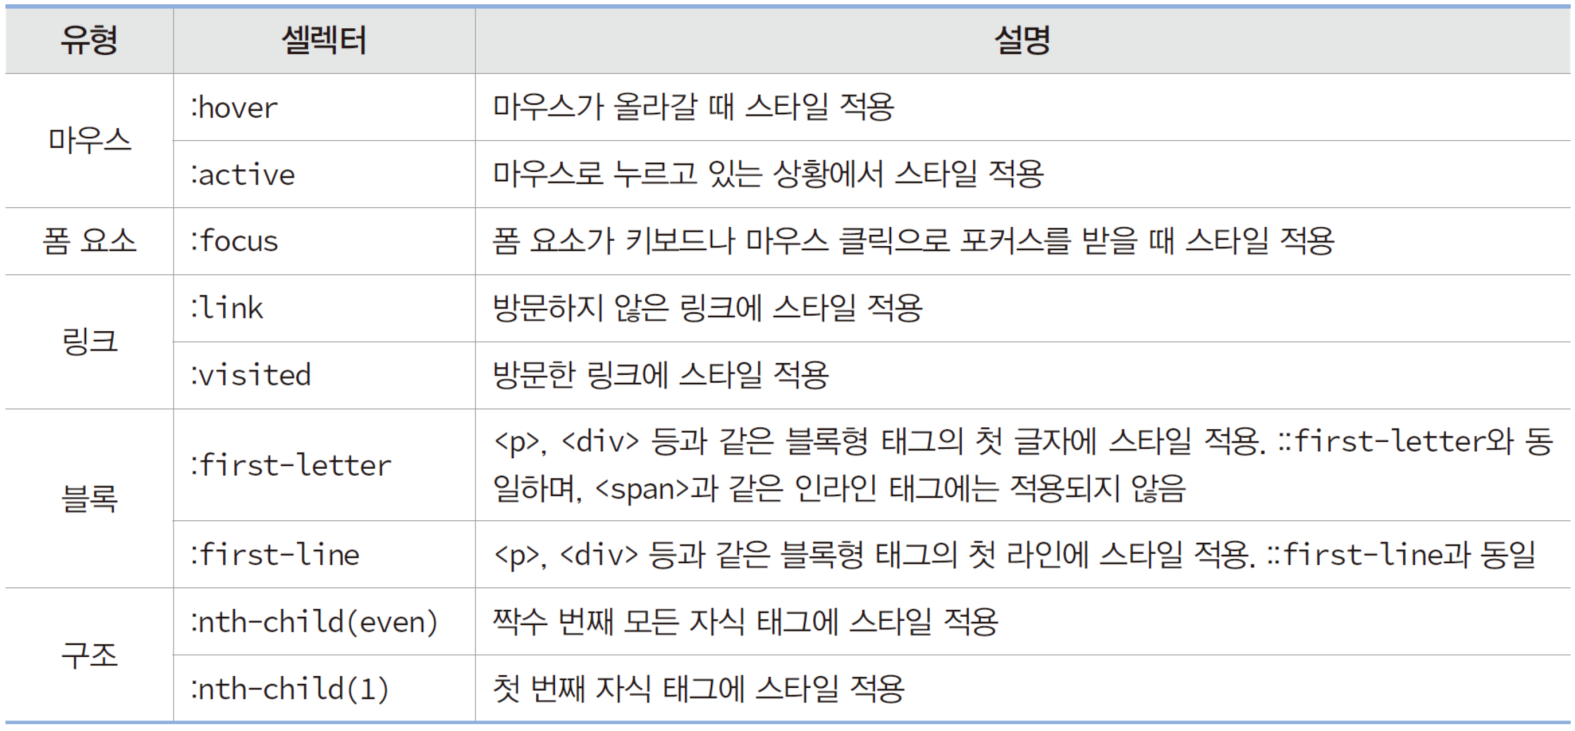 유형 셀렉터 설명
마우스
:hover 마우스가 올라갈 때 스타일 적용
:active 마우스로 누르고 있는 상황에서 스타일 적용
폼 요소 :focus 폼 요소가 키보드나 마우스 클릭으로 포커스를 받을 때 스타일 적용
링크
:link 방문하지 않은 링크에 스타일 적용
:visited 방문한 링크에 스타일 적용
블록
:first-letter <p>, <div> 등과 같은 블록형 태그의 첫 글자에 스타일 적용. ::first-letter와 동
일하며, <span>과 같은 인라인 태그에는 적용되지 않음
:first-line <p>, <div> 등과 같은 블록형 태그의 첫 라인에 스타일 적용. ::first-line과 동일
구조
:nth-child(even) 짝수 번째 모든 자식 태그에 스타일 적용
:nth-child(1) 첫 번째 자식 태그에 스타일 적용